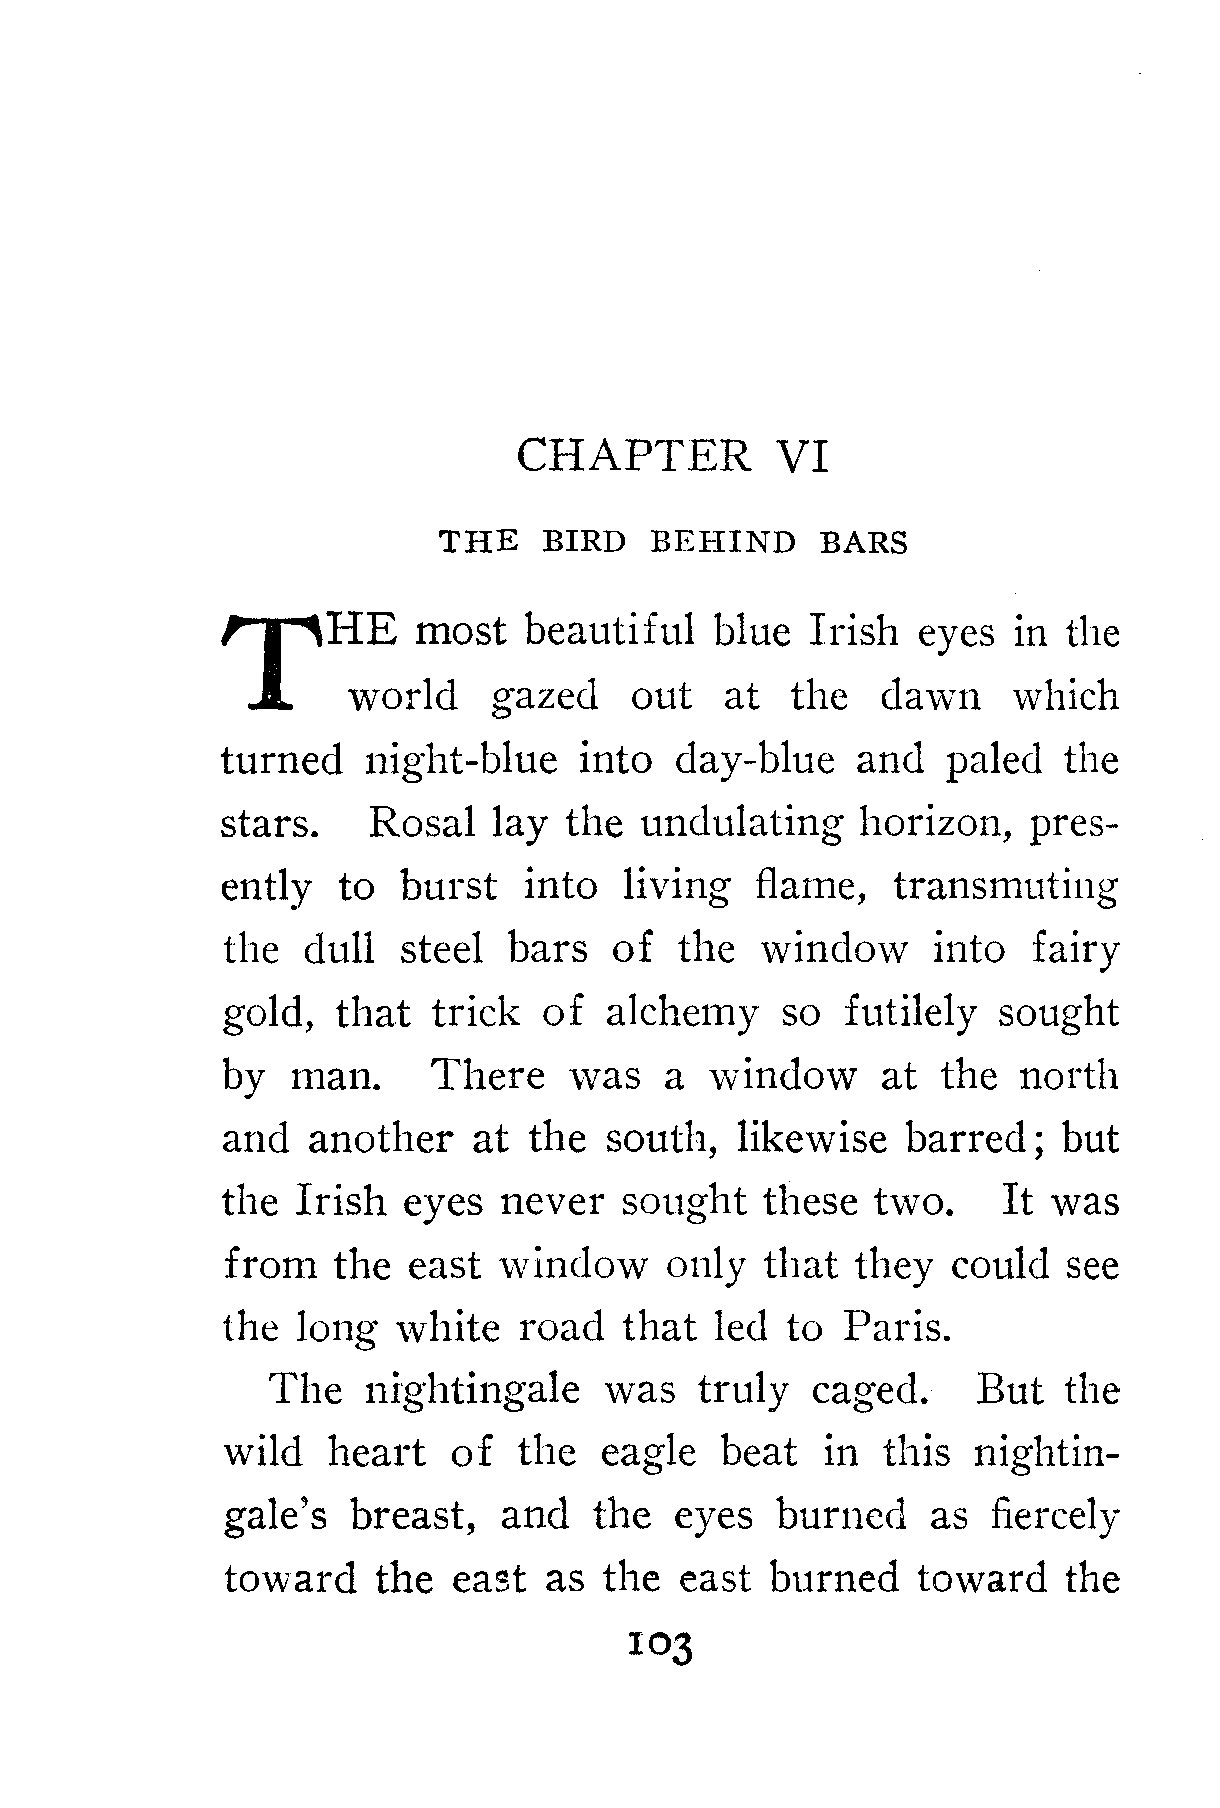 CHAPTER VI
THE BIRD BEHIND BARS
THE most beautiful blue Irish eyes in the
world gazed out at the dawn which
turned night-blue into day-blue and paled the
stars. Rosal lay the undulating horizon, pres-
ently to burst into living flame, transmuting
the dull steel bars of the window into fairy
gold, that trick of alchemy so futilely sought
by man. There was a window at the north
and another at the south, likewise barred; but
the Irish eyes never sought these two. It was
from the east window only that they could see
the long white road that led to Paris.
The nightingale was truly caged. But the
wild heart of the eagle beat in this nightin-
gale's breast, and the eyes burned as fiercely
toward the east as the east burned toward the
103